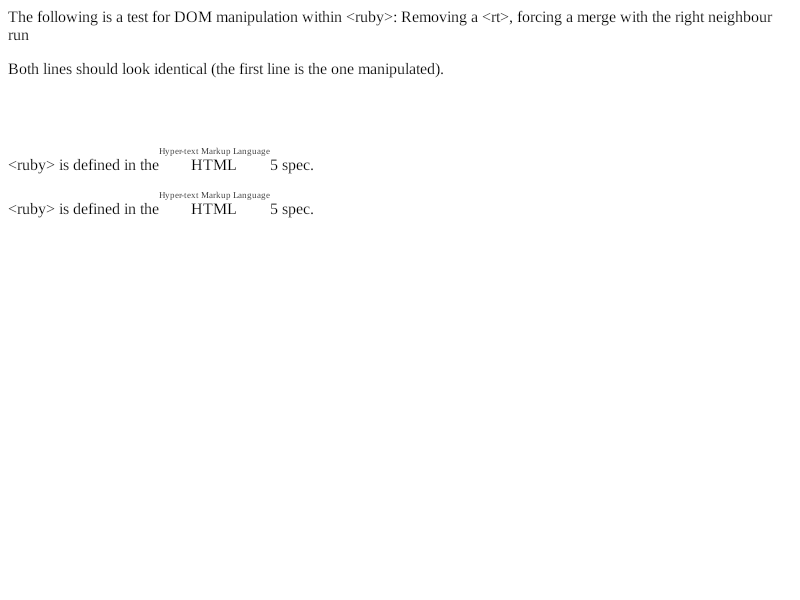 The following is a test for DOM manipulation within <ruby>: Removing a <rt>, forcing a merge with the right neighbour
run
Both lines should look identical (the first line is the one manipulated).
Hyper-text Markup Language
<ruby> is defined in the HTML 5 spec.
Hyper-text Markup Language
<ruby> is defined in the HTML 5 spec.